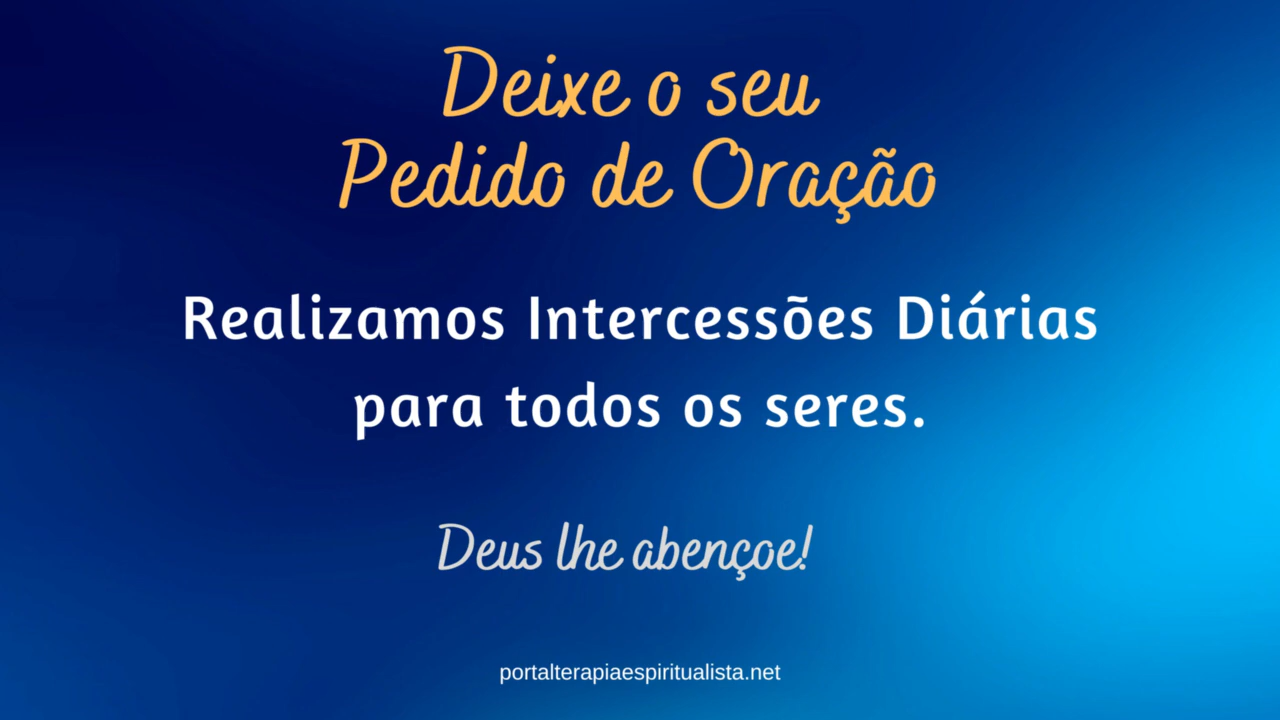 Deixe o seu
Pedido de Oração
Realizamos Intercessões Diárias
para todos os seres.
Deus lhe abençoe!
portalterapiaespiritualista.net